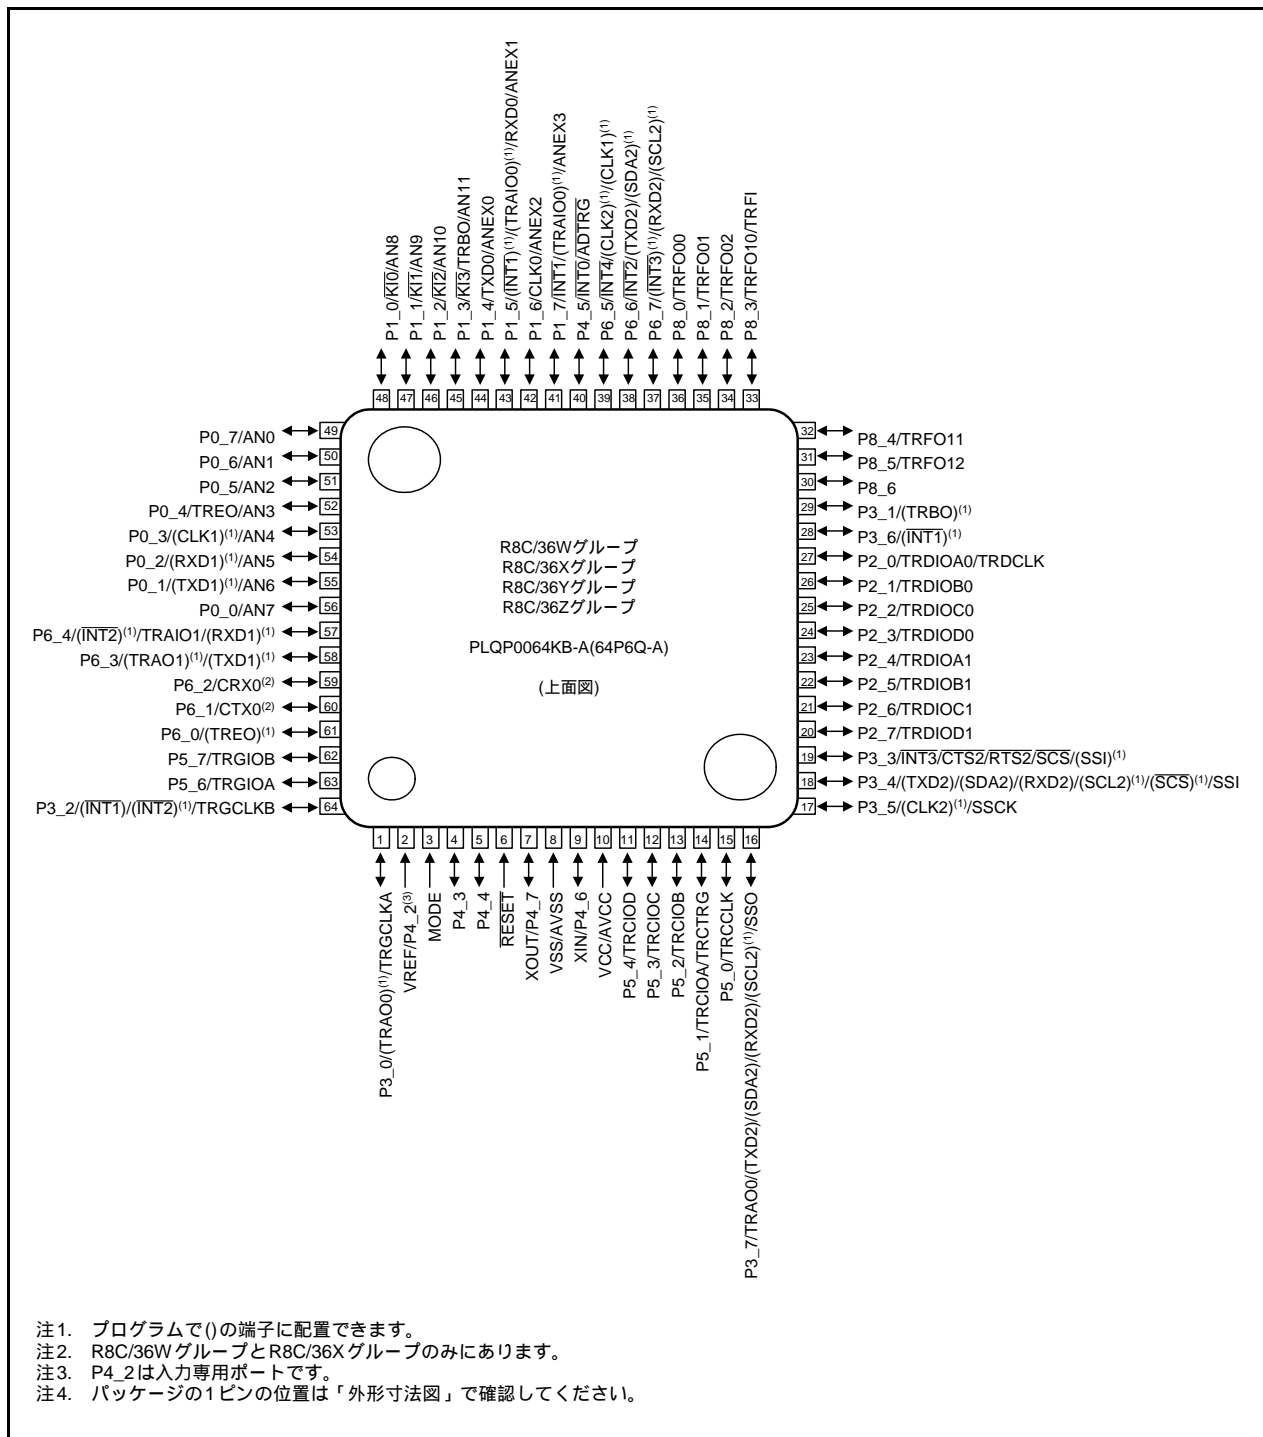 P1_0/KI0/AN8
P1_1/KI1/AN9
P1_2/KI2/AN10
P1_3/KI3/TRBO/AN11
P1_4/TXD0/ANEX0
P1_5/(INT1)(1)/(TRAIO0)(1)/RXD0/ANEX1
P1_6/CLK0/ANEX2
P1_7/INT1/(TRAIO0)(1)/ANEX3
P4_5/INT0/ADTRG
P6_5/INT4/(CLK2)(1)/(CLK1)(1)
P6_6/INT2/(TXD2)/(SDA2)(1)
P6_7/(INT3)(1)/(RXD2)/(SCL2)(1)
P8_0/TRFO00
P8_1/TRFO01
P8_2/TRFO02
P8_3/TRFO10/TRFI
48 47 46 45 44 43 42 41 40 39 38 37 36 35 34 33
P0_7/AN0 49
P0_6/AN1 50
P0_5/AN2 51
P0_4/TREO/AN3 52
P0_3/(CLK1)(1)/AN4 53
P0_2/(RXD1)(1)/AN5 54
P0_1/(TXD1)(1)/AN6 55
P0_0/AN7 56
P6_4/(INT2)(1)/TRAIO1/(RXD1)(1) 57
P6_3/(TRAO1)(1)/(TXD1)(1) 58
P6_2/CRX0(2) 59
P6_1/CTX0(2) 60
P6_0/(TREO)(1) 61
P5_7/TRGIOB 62
P5_6/TRGIOA 63
P3_2/(INT1)/(INT2)(1)/TRGCLKB 64
R8C/36Wグループ
R8C/36Xグループ
R8C/36Yグループ
R8C/36Zグループ
PLQP0064KB-A(64P6Q-A)
(上面図)
32 P8_4/TRFO11
31 P8_5/TRFO12
30 P8_6
29 P3_1/(TRBO)(1)
28 P3_6/(INT1)(1)
27 P2_0/TRDIOA0/TRDCLK
26 P2_1/TRDIOB0
25 P2_2/TRDIOC0
24 P2_3/TRDIOD0
23 P2_4/TRDIOA1
22 P2_5/TRDIOB1
21 P2_6/TRDIOC1
20 P2_7/TRDIOD1
19 P3_3/INT3/CTS2/RTS2/SCS/(SSI)(1)
18 P3_4/(TXD2)/(SDA2)/(RXD2)/(SCL2)(1)/(SCS)(1)/SSI
17 P3_5/(CLK2)(1)/SSCK
1 2 3 4 5 6 7 8 9 10 11 12 13 14 15 16
P3_0/(TRAO0)(1)/TRGCLKA
VREF/P4_2(3)
MODE
P4_3
P4_4
RESET
XOUT/P4_7
VSS/AVSS
XIN/P4_6
VCC/AVCC
P5_4/TRCIOD
P5_3/TRCIOC
P5_2/TRCIOB
P5_1/TRCIOA/TRCTRG
P5_0/TRCCLK
P3_7/TRAO0/(TXD2)/(SDA2)/(RXD2)/(SCL2)(1)/SSO
注1. プログラムで()の端子に配置できます。
注2. R8C/36WグループとR8C/36Xグループのみにあります。
注3. P4_2は入力専用ポートです。
注4. パッケージの1ピンの位置は「外形寸法図」で確認してください。